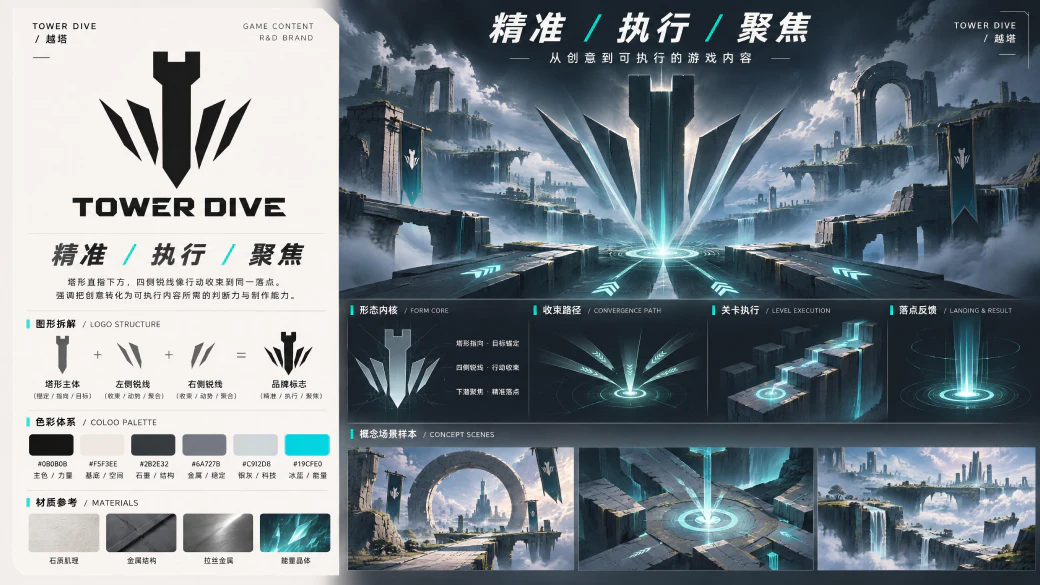 TOWER DIVE
/ 越塔
GAME CONTENT
R&D BRAND
TOWER DIVE
精准 / 执行 / 聚焦
塔形直指下方，四侧锐线像行动收束到同一落点。
强调把创意转化为可执行内容所需的判断力与制作能力。
图形拆解 / LOGO STRUCTURE
+ + =
塔形主体 左侧锐线 右侧锐线 品牌标志
(稳定 / 指向 / 目标) (收束 / 动势 / 聚合) (收束 / 动势 / 聚合) (精准 / 执行 / 聚焦)
色彩体系 / COLOO PALETTE
#0B0B0B #F5F3EE #2B2E32 #6A727B #C912D8 #19CFE0
主色 / 力量 基底 / 空间 石墨 / 结构 金属 / 稳定 银灰 / 科技 冰蓝 / 能量
材质参考 / MATERIALS
石质肌理 金属结构 拉丝金属 能量晶体
精准 / 执行 / 聚焦
从创意到可执行的游戏内容
TOWER DIVE
/ 越塔
形态内核 / FORM CORE
塔形指向 · 目标锚定
四侧锐线 · 行动收束
下潜聚焦 · 精准落点
收束路径 / CONVERGENCE PATH
关卡执行 / LEVEL EXECUTION
落点反馈 / LANDING & RESULT
概念场景样本 / CONCEPT SCENES